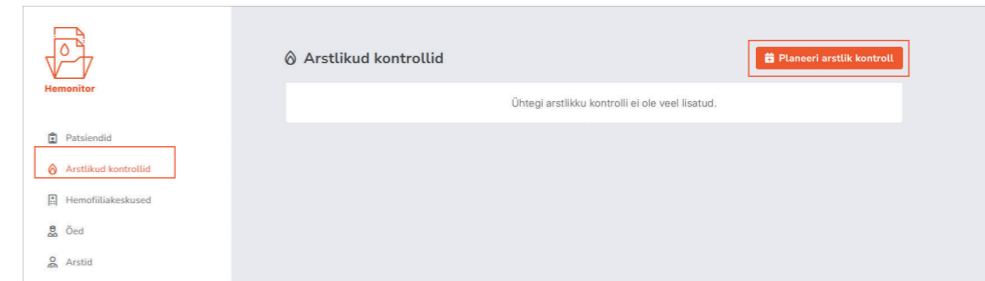 Hemonitor
Patsiendid
Arstlikud kontrollid
Hemofiiliakeskused
Õed
Arstid
Arstlikud kontrollid
Planeeri arstlik kontroll
Ühtegi arstlikku kontrolli ei ole veel lisatud.